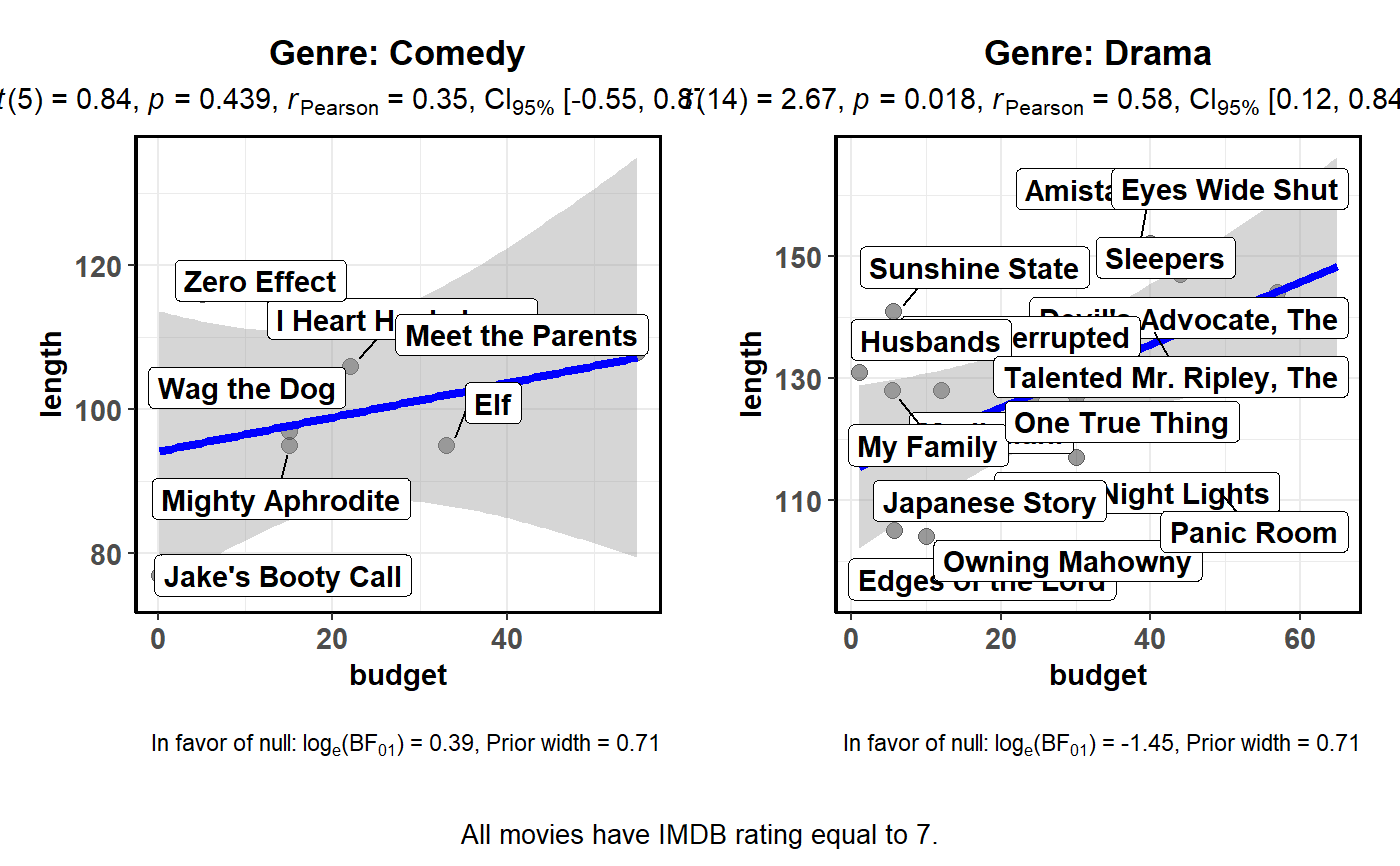 Genre: Comedy
t(5) = 0.84, p = 0.439, rPearson = 0.35, CI95% [-0.55, 0.8
120
100
80
length
Zero Effect
I Heart
Meet the Parents
Wag the Dog
Elf
Mighty Aphrodite
Jake's Booty Call
0
20
40
budget
In favor of null: loge(BF01) = 0.39, Prior width = 0.71
Genre: Drama
t(14) = 2.67, p = 0.018, rPearson = 0.58, CI95% [0.12, 0.84
150
130
110
length
Amista
Eyes Wide Shut
Sunshine State
Sleepers
Devil's Advocate, The
Husbands
errupted
Talented Mr. Ripley, The
One True Thing
My Family
Night Lights
Japanese Story
Panic Room
Owning Mahowny
Edges of the Lord
0
20
40
60
budget
In favor of null: loge(BF01) = -1.45, Prior width = 0.71
All movies have IMDB rating equal to 7.